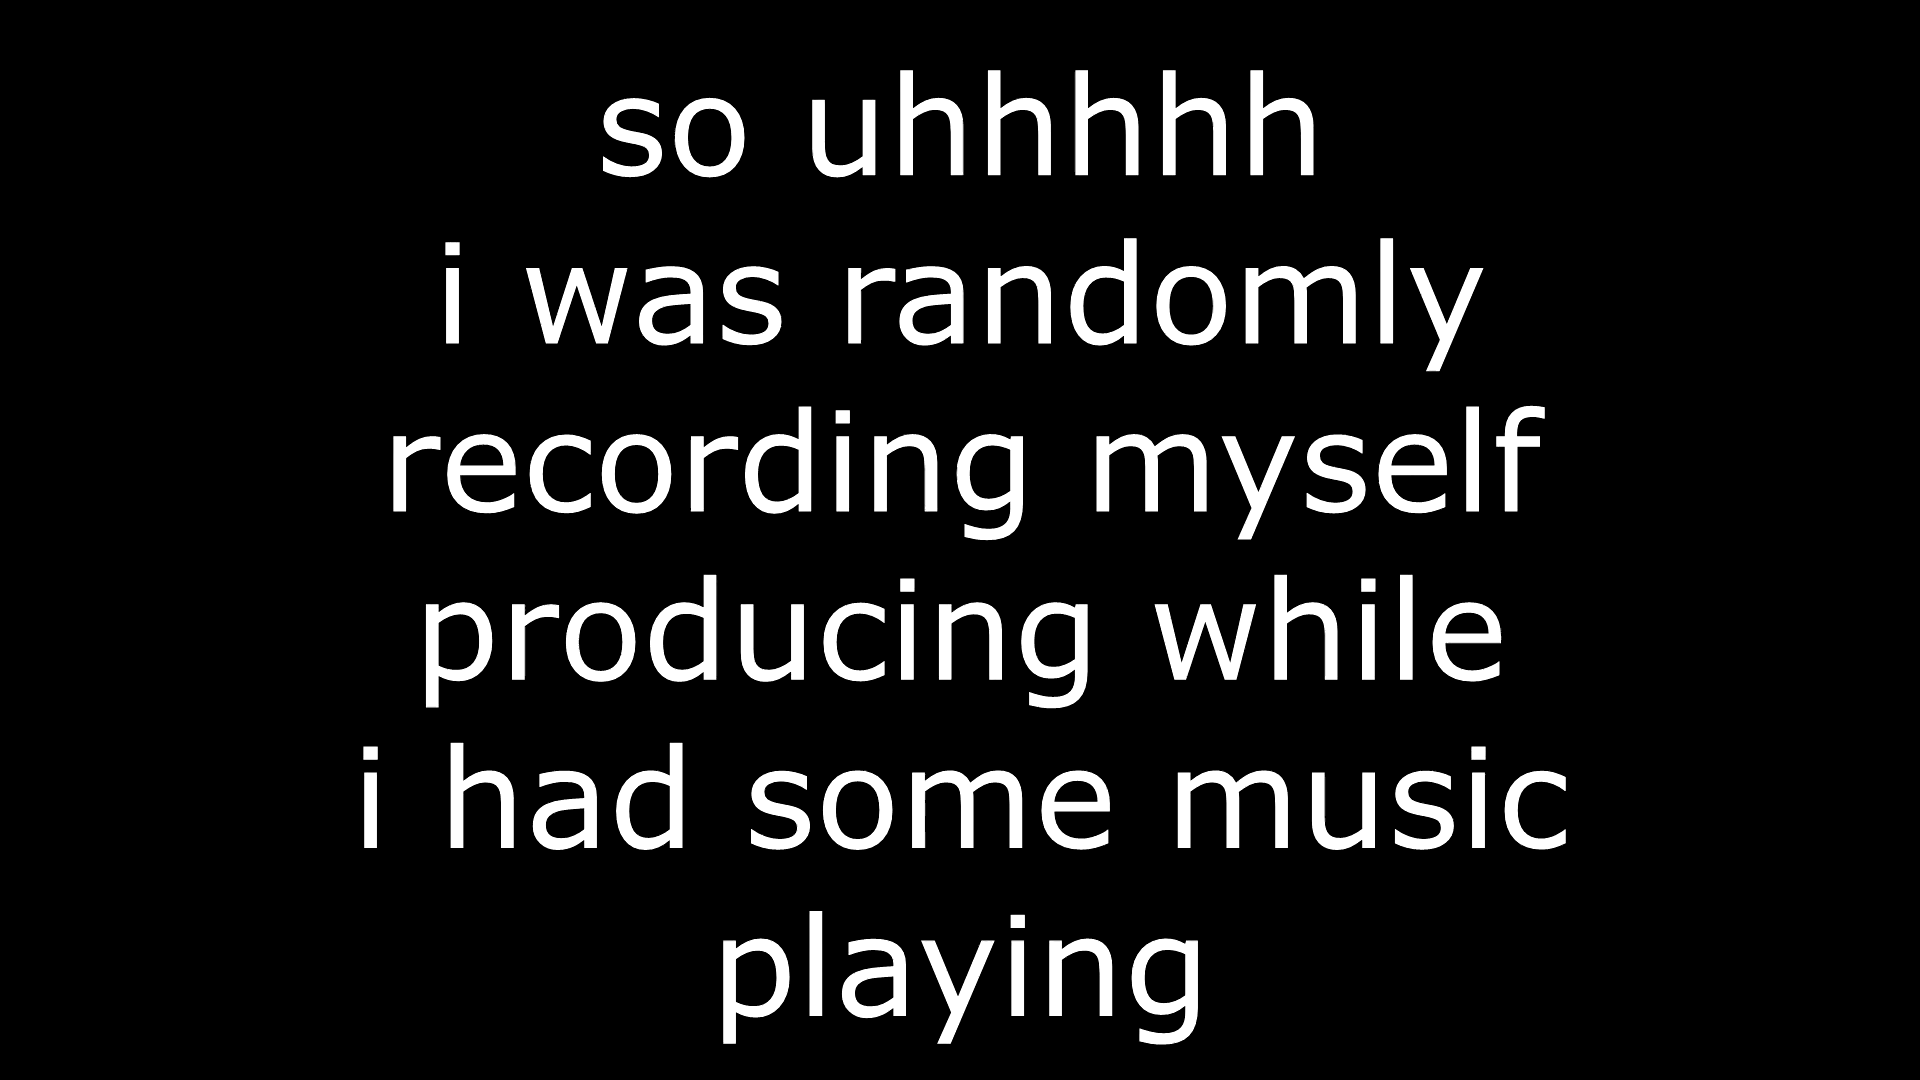 so uhhhhh
i was randomly
recording myself
producing while
i had some music
playing